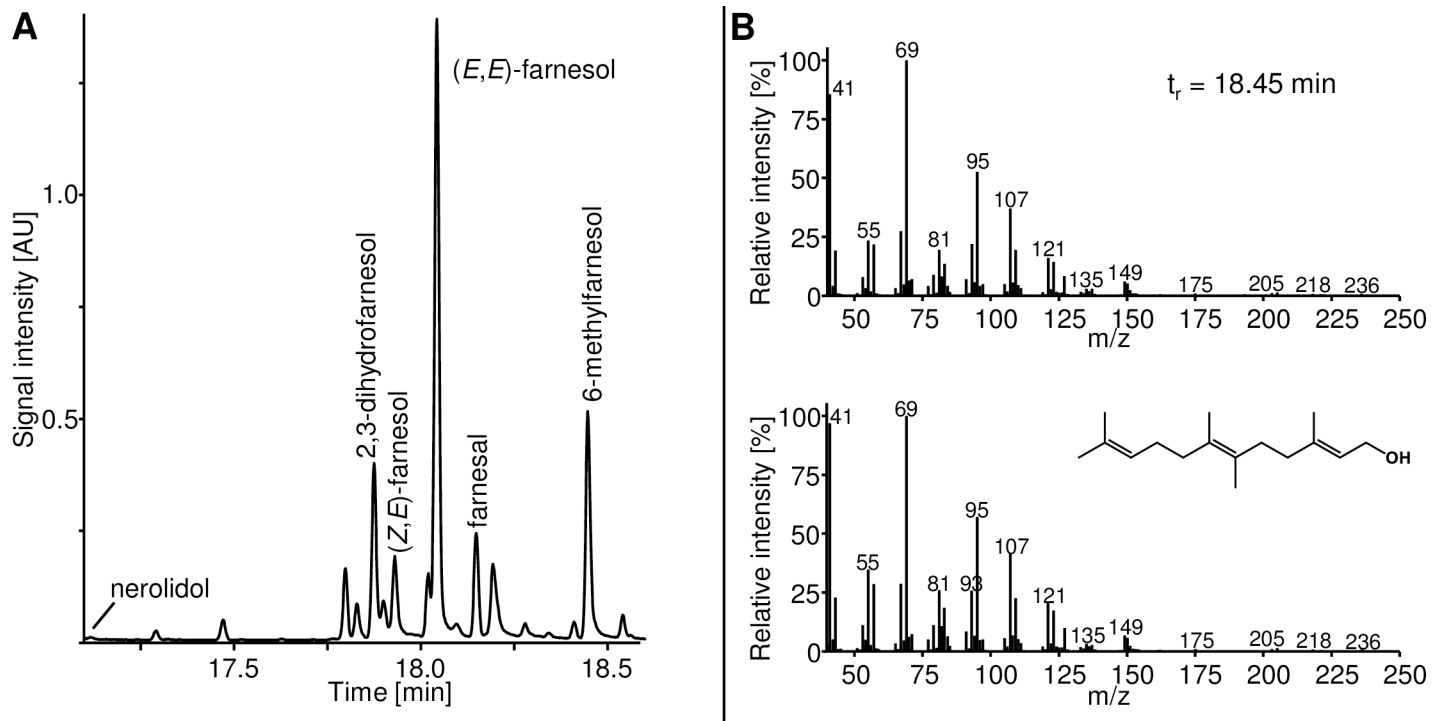 A
(E,E)-farnesol
2,3-dihydrofarnesol
(Z,E)-farnesol
farnesal
6-methylfarnesol
nerolidol
Signal intensity [AU]
1.0
0.5
17.5 18.0 18.5
Time [min]
B
tr = 18.45 min
Relative intensity [%]
100
75
50
25
0
41 55 69 81 95 107 121 135 149 175 205 218 236
50 75 100 125 150 175 200 225 250
m/z
OH
Relative intensity [%]
100
75
50
25
0
41 55 69 81 93 95 107 121 135 149 175 205 218 236
50 75 100 125 150 175 200 225 250
m/z